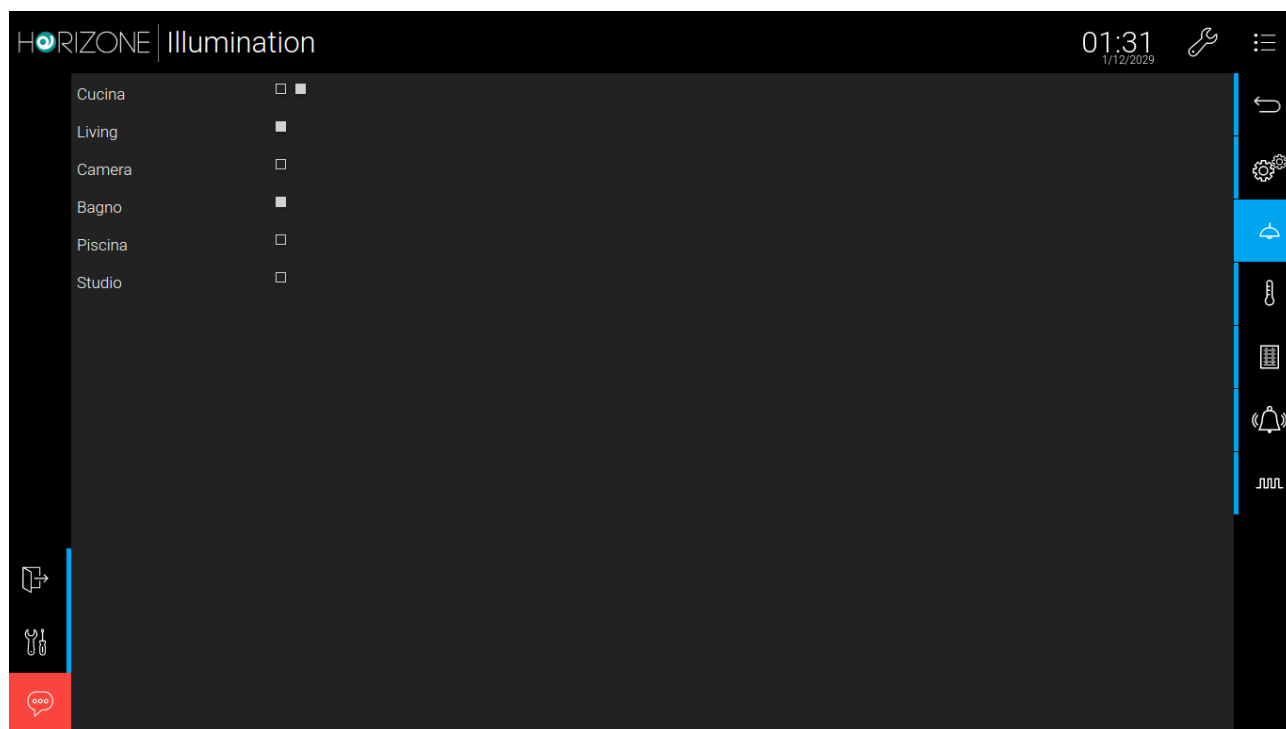 HORIZONE Illumination
01:31
1/12/2029
Cucina
Living
Camera
Bagno
Piscina
Studio